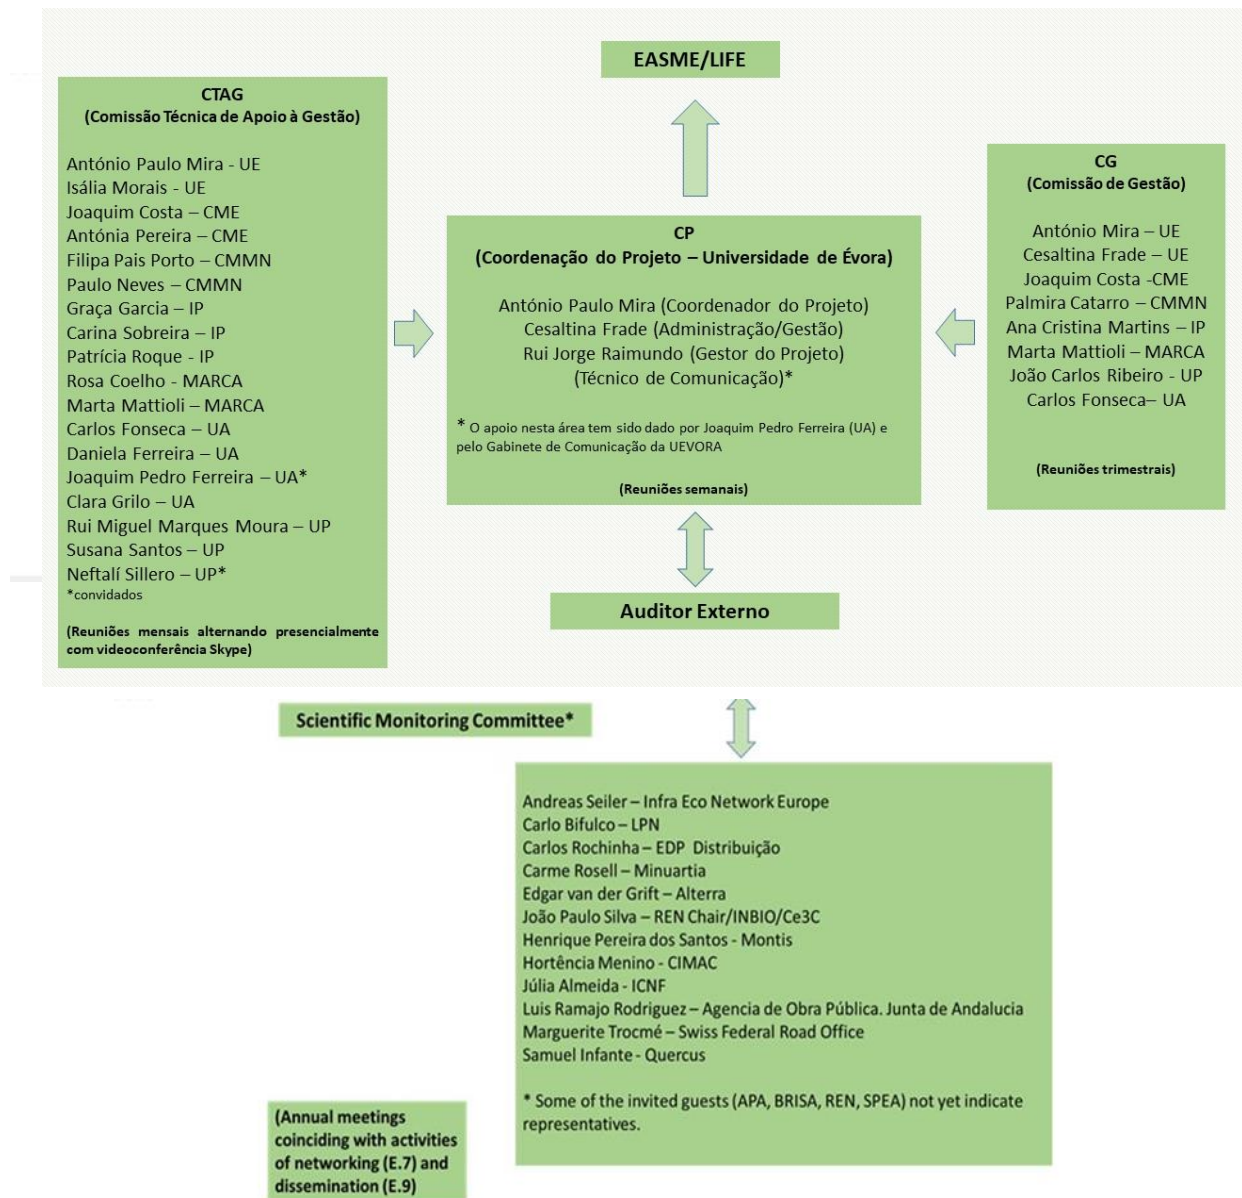 EASME/LIFE
CTAG
(Comissão Técnica de Apoio à Gestão)
António Paulo Mira - UE
Isália Morais - UE
Joaquim Costa – CME
Antónia Pereira – CME
Filipa Pais Porto – CMMN
Paulo Neves – CMMN
Graça Garcia – IP
Carina Sobreira – IP
Patrícia Roque - IP
Rosa Coelho - MARCA
Marta Mattioli – MARCA
Carlos Fonseca – UA
Daniela Ferreira – UA
Joaquim Pedro Ferreira – UA*
Clara Grilo – UA
Rui Miguel Marques Moura – UP
Susana Santos – UP
Neftalí Sillero – UP*
*convidados
(Reuniões mensais alternando presencialmente
com videoconferência Skype)
CP
(Coordenação do Projeto – Universidade de Évora)
António Paulo Mira (Coordenador do Projeto)
Cesaltina Frade (Administração/Gestão)
Rui Jorge Raimundo (Gestor do Projeto)
(Técnico de Comunicação)*
* O apoio nesta área tem sido dado por Joaquim Pedro Ferreira (UA) e
pelo Gabinete de Comunicação da UEVORA
(Reuniões semanais)
CG
(Comissão de Gestão)
António Mira – UE
Cesaltina Frade – UE
Joaquim Costa -CME
Palmira Catarro – CMMN
Ana Cristina Martins – IP
Marta Mattioli – MARCA
João Carlos Ribeiro - UP
Carlos Fonseca– UA
(Reuniões trimestrais)
Auditor Externo
Scientific Monitoring Committee*
Andreas Seiler – Infra Eco Network Europe
Carlo Bifulco – LPN
Carlos Rochinha – EDP Distribuição
Carme Rosell – Minuartia
Edgar van der Grift – Alterra
João Paulo Silva – REN Chair/INBIO/Ce3C
Henrique Pereira dos Santos - Montis
Hortência Menino - CIMAC
Júlia Almeida - ICNF
Luis Ramajo Rodriguez – Agencia de Obra Pública. Junta de Andalucia
Marguerite Trocmé – Swiss Federal Road Office
Samuel Infante - Quercus
* Some of the invited guests (APA, BRISA, REN, SPEA) not yet indicate
representatives.
(Annual meetings
coinciding with activities
of networking (E.7) and
dissemination (E.9)